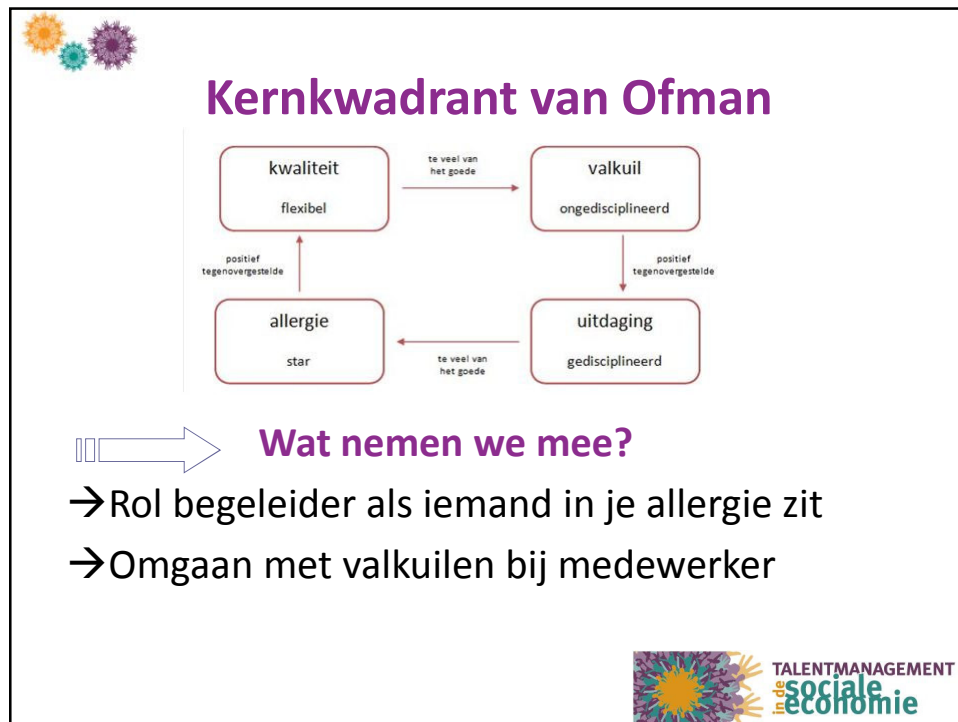 Kernkwadrant van Ofman
kwaliteit
flexibel
te veel van
het goede
valkuil
ongedisciplineerd
positief
tegenovergestelde
positief
tegenovergestelde
allergie
star
te veel van
het goede
uitdaging
gedisciplineerd
Wat nemen we mee?
→Rol begeleider als iemand in je allergie zit
→Omgaan met valkuilen bij medewerker
TALENTMANAGEMENT
in de sociale
economie